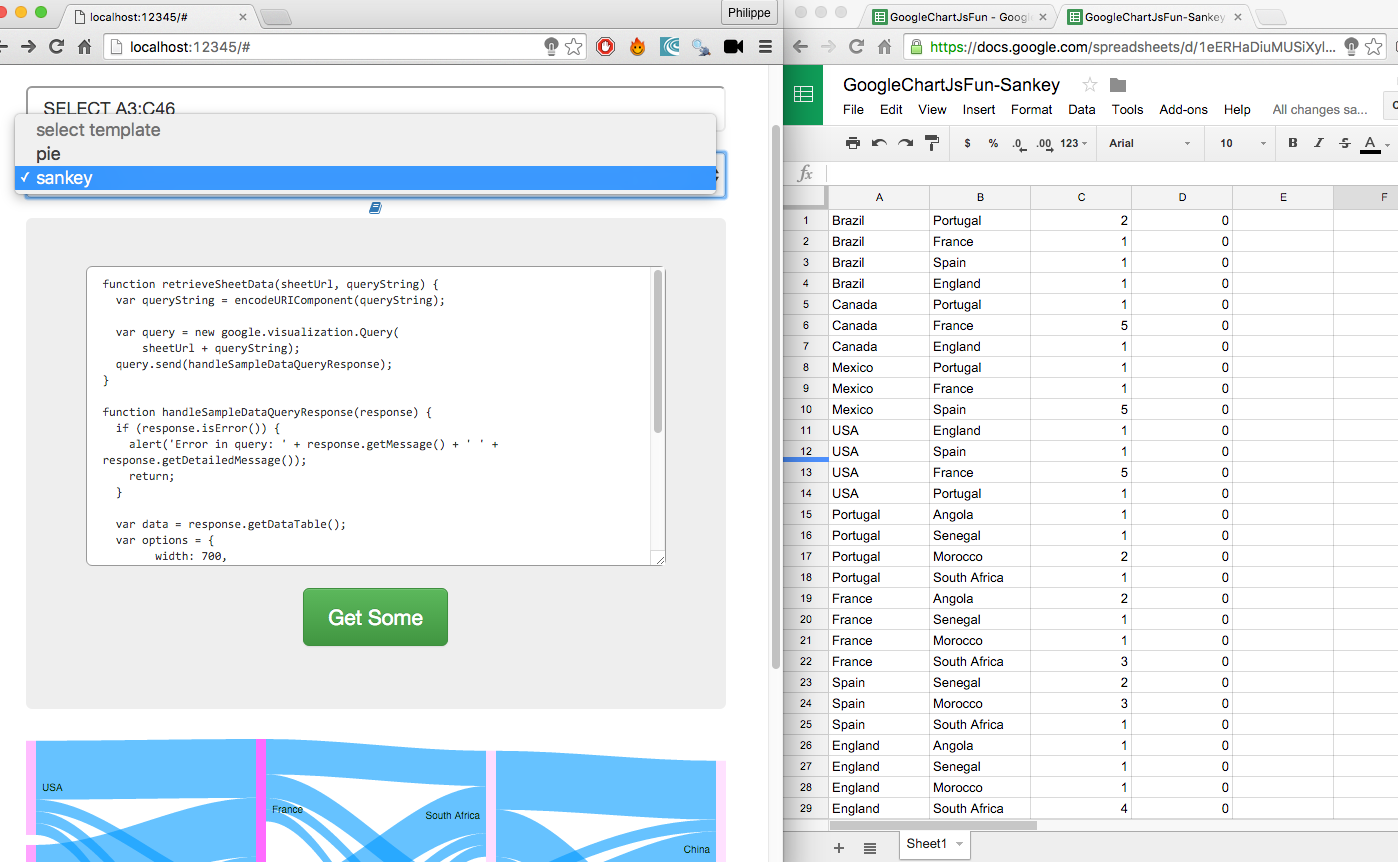 localhost:12345/#
Philippe
localhost:12345/#
SELECT A3:C46
select template
pie
✓ sankey
function retrieveSheetData(sheetUrl, queryString) {
var queryString = encodeURIComponent(queryString);
var query = new google.visualization.Query(
sheetUrl + queryString);
query.send(handleSampleDataQueryResponse);
}
function handleSampleDataQueryResponse(response) {
if (response.isError()) {
alert('Error in query: ' + response.getMessage() + ' ' +
response.getDetailedMessage());
return;
}
var data = response.getDataTable();
var options = {
width: 700,
Get Some
USA
France
South Africa
China
GoogleChartJsFun - Goog
GoogleChartJsFun-Sankey
https://docs.google.com/spreadsheets/d/1eERHaDiuMUSiXyl...
GoogleChartJsFun-Sankey
File Edit View Insert Format Data Tools Add-ons Help All changes sa...
$ % .0 .00 123 Arial 10 B I S A
fx
A B C D E F
1 Brazil Portugal 2 0
2 Brazil France 1 0
3 Brazil Spain 1 0
4 Brazil England 1 0
5 Canada Portugal 1 0
6 Canada France 5 0
7 Canada England 1 0
8 Mexico Portugal 1 0
9 Mexico France 1 0
10 Mexico Spain 5 0
11 USA England 1 0
12 USA Spain 1 0
13 USA France 5 0
14 USA Portugal 1 0
15 Portugal Angola 1 0
16 Portugal Senegal 1 0
17 Portugal Morocco 2 0
18 Portugal South Africa 1 0
19 France Angola 2 0
20 France Senegal 1 0
21 France Morocco 1 0
22 France South Africa 3 0
23 Spain Senegal 2 0
24 Spain Morocco 3 0
25 Spain South Africa 1 0
26 England Angola 1 0
27 England Senegal 1 0
28 England Morocco 1 0
29 England South Africa 4 0
Sheet1